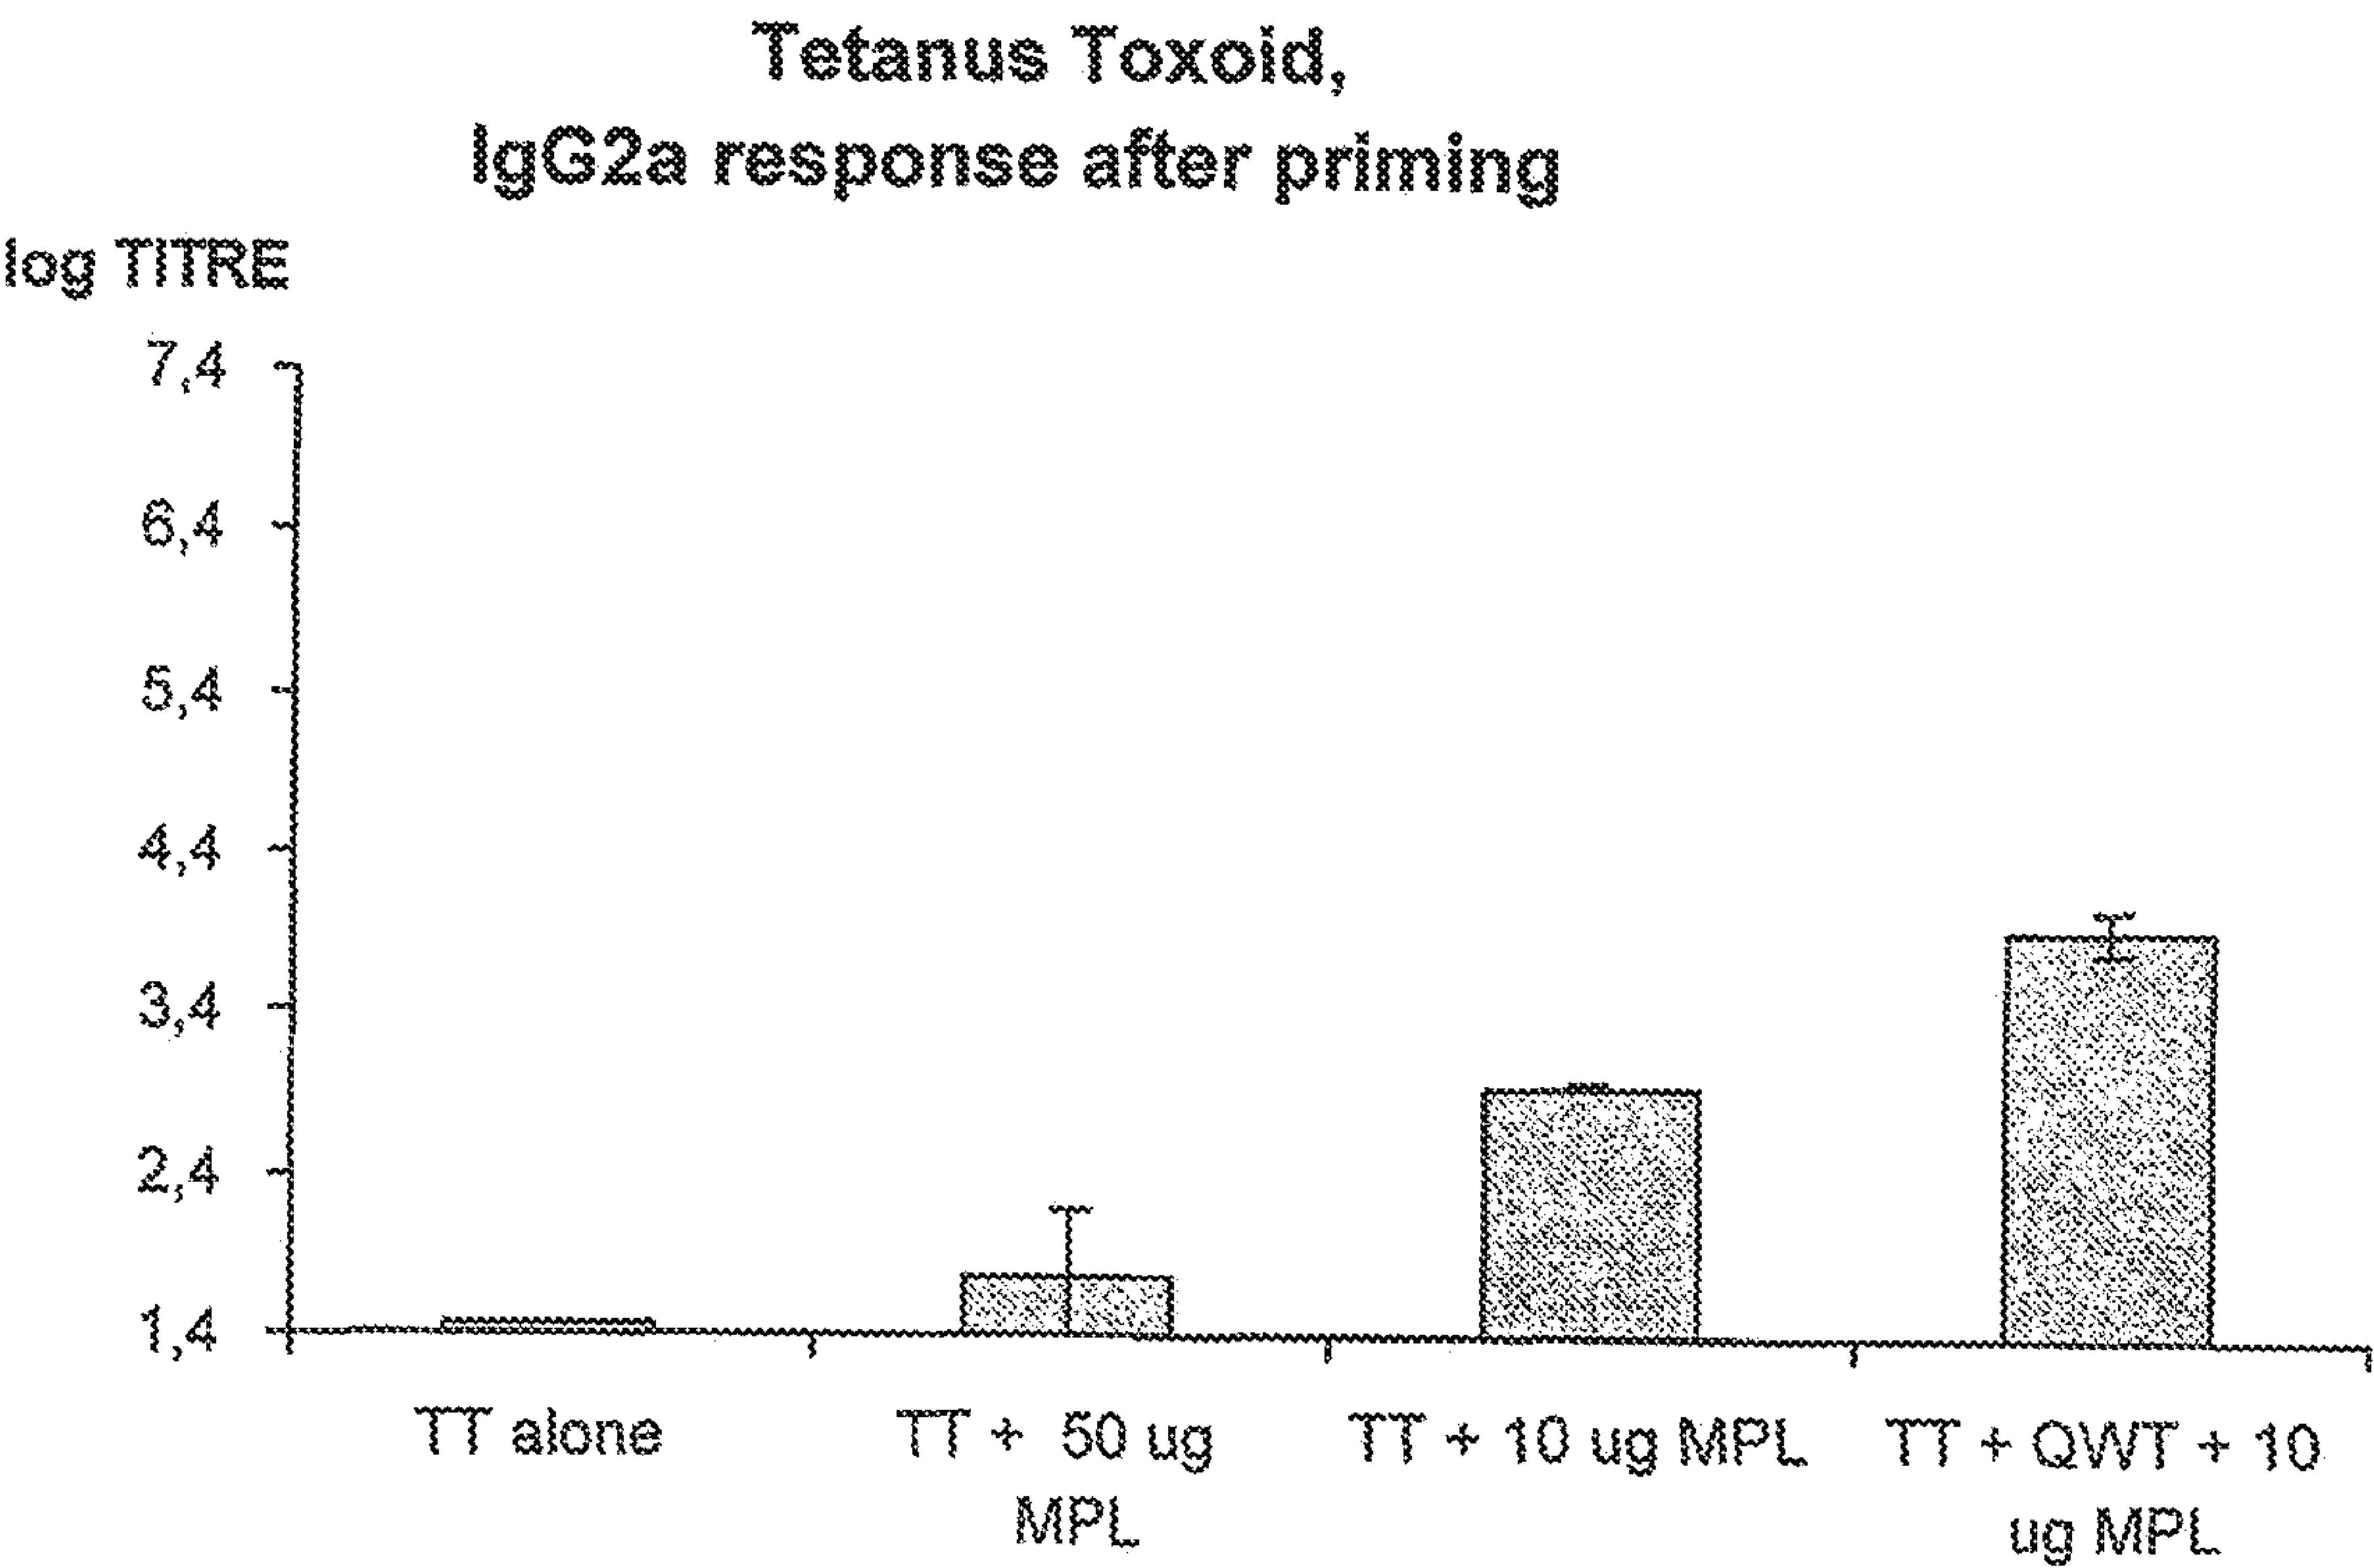 Tetanus Toxoid,
IgG2a response after priming
log TITRE
7,4
6,4
5,4
4,4
3,4
2,4
1,4
TT alone
TT + 50 ug
MPL
TT + 10 ug MPL
TT + QWT + 10
ug MPL